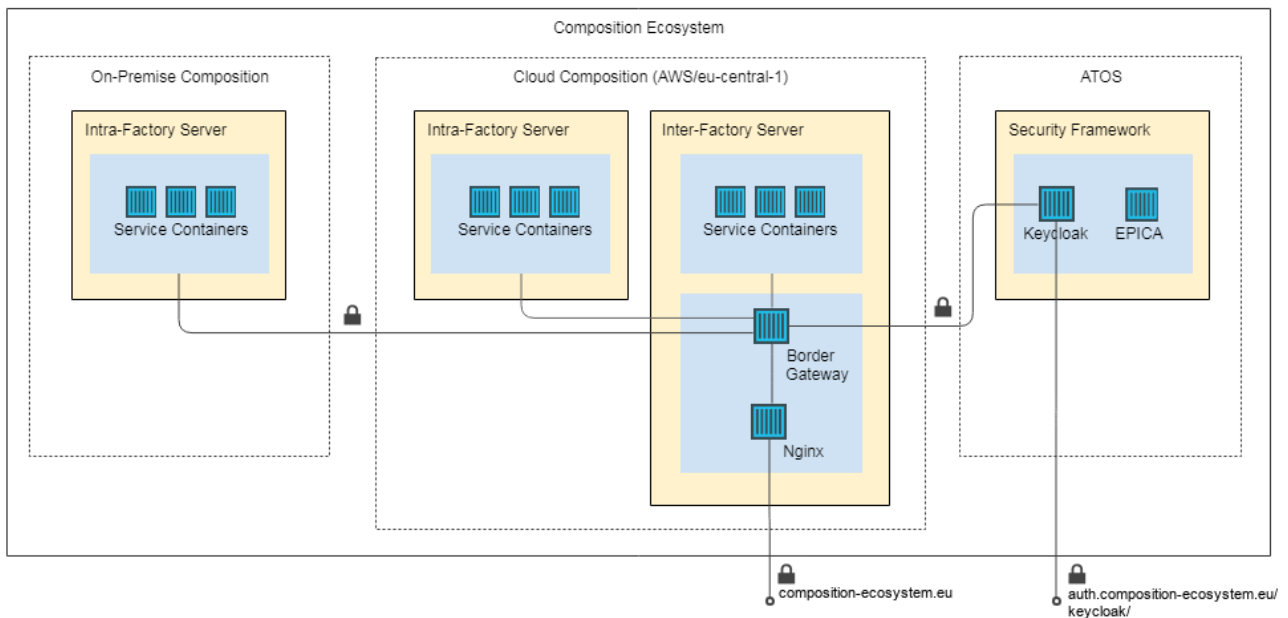 Composition Ecosystem
On-Premise Composition
Intra-Factory Server
Service Containers
Cloud Composition (AWS/eu-central-1)
Intra-Factory Server
Service Containers
Inter-Factory Server
Service Containers
Border
Gateway
Nginx
ATOS
Security Framework
Keycloak
EPICA
composition-ecosystem.eu
auth.composition-ecosystem.eu/
keycloak/